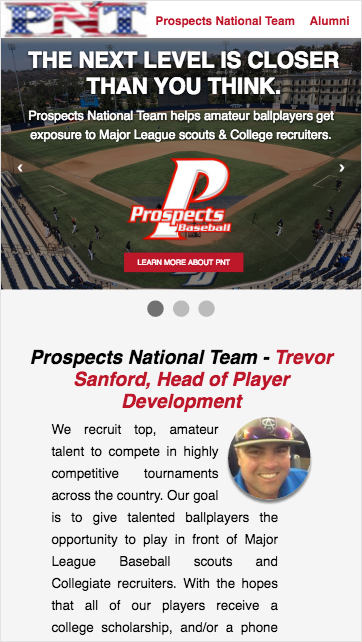 PNT
Prospects National Team Alumni
THE NEXT LEVEL IS CLOSER
THAN YOU THINK.
Prospects National Team helps amateur ballplayers get
exposure to Major League scouts & College recruiters.
P
Prospects
Baseball
LEARN MORE ABOUT PNT
Prospects National Team - Trevor
Sanford, Head of Player
Development
We recruit top, amateur
talent to compete in highly
competitive tournaments
across the country. Our goal
is to give talented ballplayers the
opportunity to play in front of Major
League Baseball scouts and
Collegiate recruiters. With the hopes
that all of our players receive a
college scholarship, and/or a phone